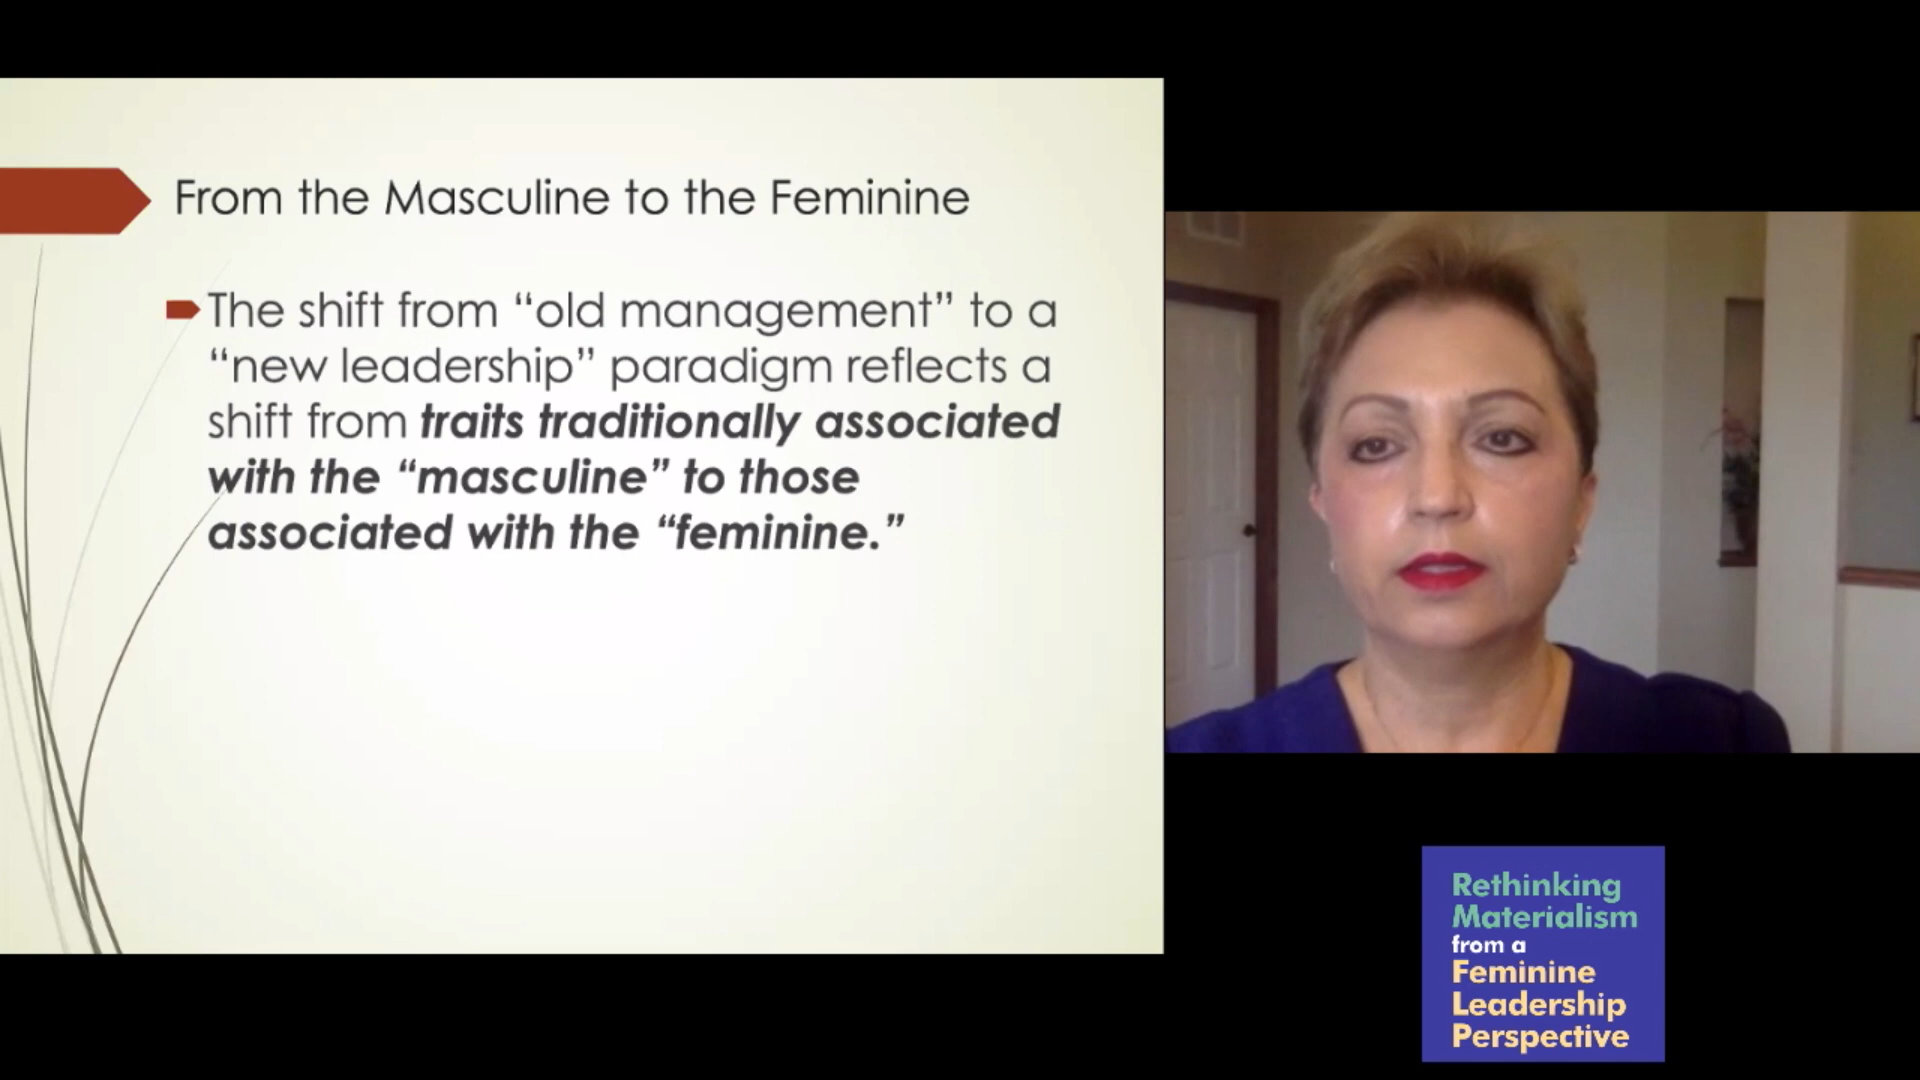 From the Masculine to the Feminine
The shift from “old management” to a
“new leadership” paradigm reflects a
shift from traits traditionally associated
with the “masculine” to those
associated with the “feminine.”
Rethinking
Materialism
from a
Feminine
Leadership
Perspective